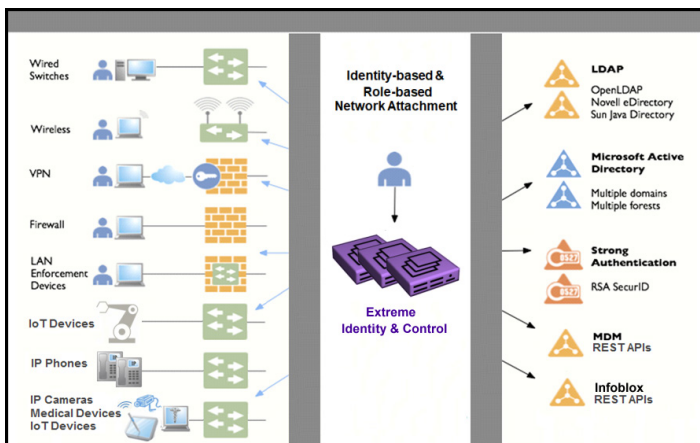 Wired
Switches
Wireless
VPN
Firewall
LAN
Enforcement
Devices
IoT Devices
IP Phones
IP Cameras
Medical Devices
IoT Devices
Identity-based &
Role-based
Network Attachment
Extreme
Identity & Control
LDAP
OpenLDAP
Novell eDirectory
Sun Java Directory
Microsoft Active
Directory
Multiple domains
Multiple forests
0527
Strong
Authentication
0527
RSA SecurID
MDM
REST APIs
Infoblox
REST APIs